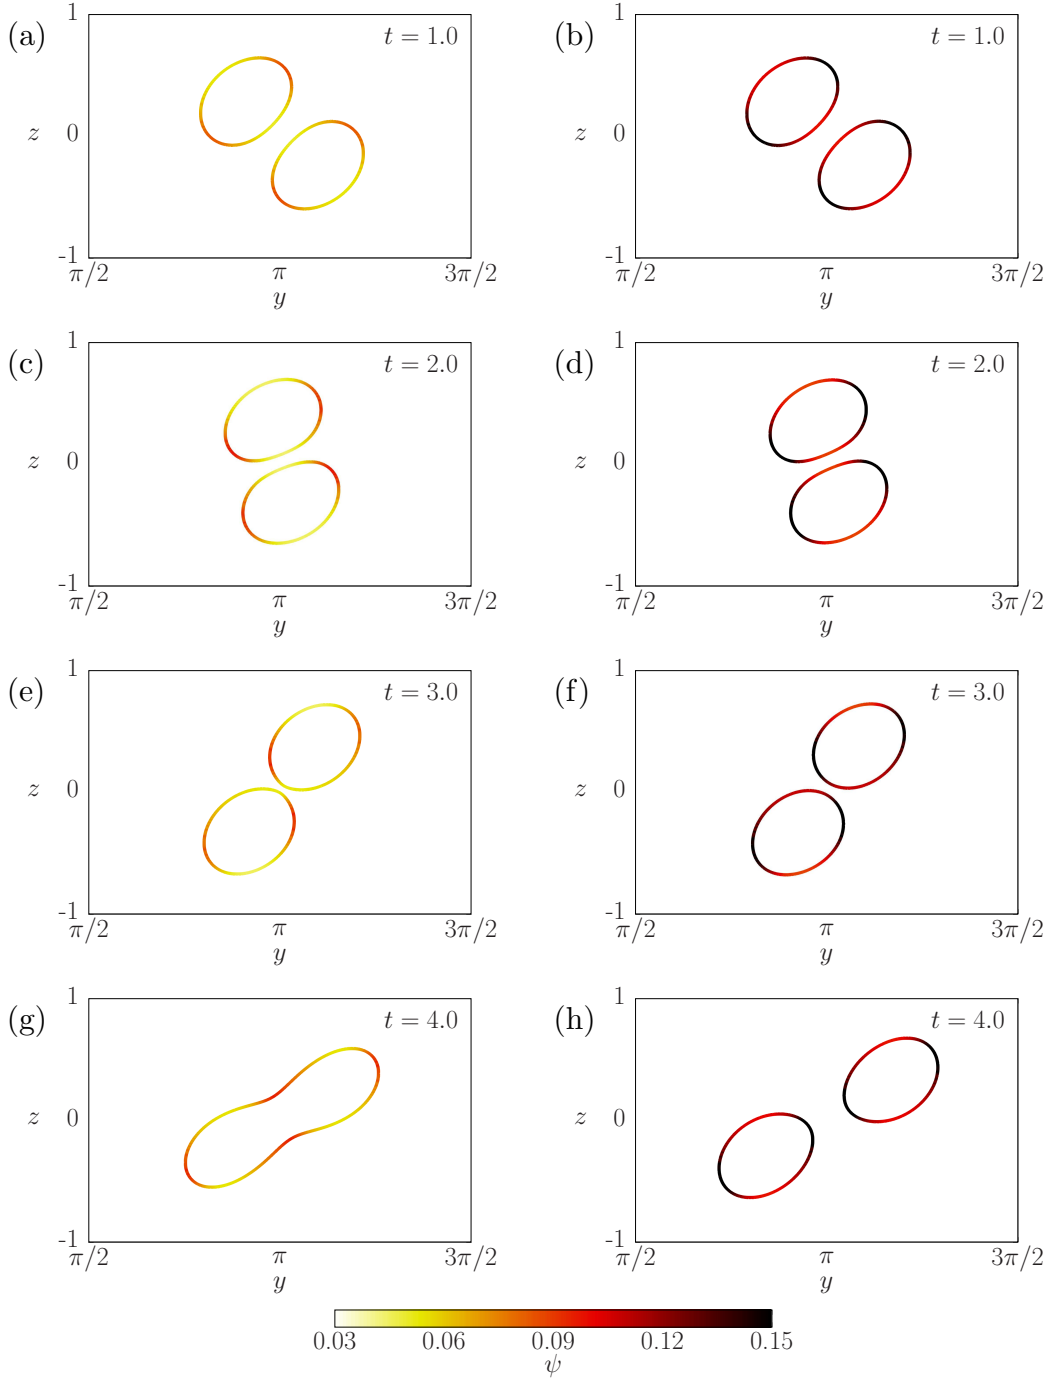 (a) 1 t = 1.0
z 0
-1
π/2 π 3π/2
y
(b) 1 t = 1.0
z 0
-1
π/2 π 3π/2
y
(c) 1 t = 2.0
z 0
-1
π/2 π 3π/2
y
(d) 1 t = 2.0
z 0
-1
π/2 π 3π/2
y
(e) 1 t = 3.0
z 0
-1
π/2 π 3π/2
y
(f) 1 t = 3.0
z 0
-1
π/2 π 3π/2
y
(g) 1 t = 4.0
z 0
-1
π/2 π 3π/2
y
(h) 1 t = 4.0
z 0
-1
π/2 π 3π/2
y
0.03 0.06 0.09 0.12 0.15
ψ